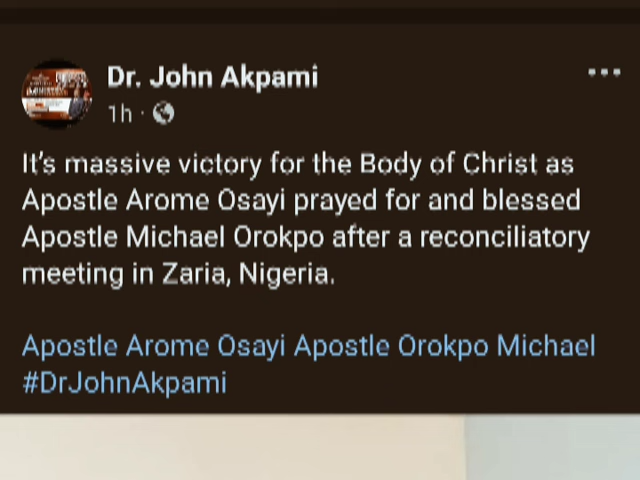 Dr. John Akpami
1h ·
It's massive victory for the Body of Christ as
Apostle Arome Osayi prayed for and blessed
Apostle Michael Orokpo after a reconciliatory
meeting in Zaria, Nigeria.
Apostle Arome Osayi Apostle Orokpo Michael
#DrJohnAkpami